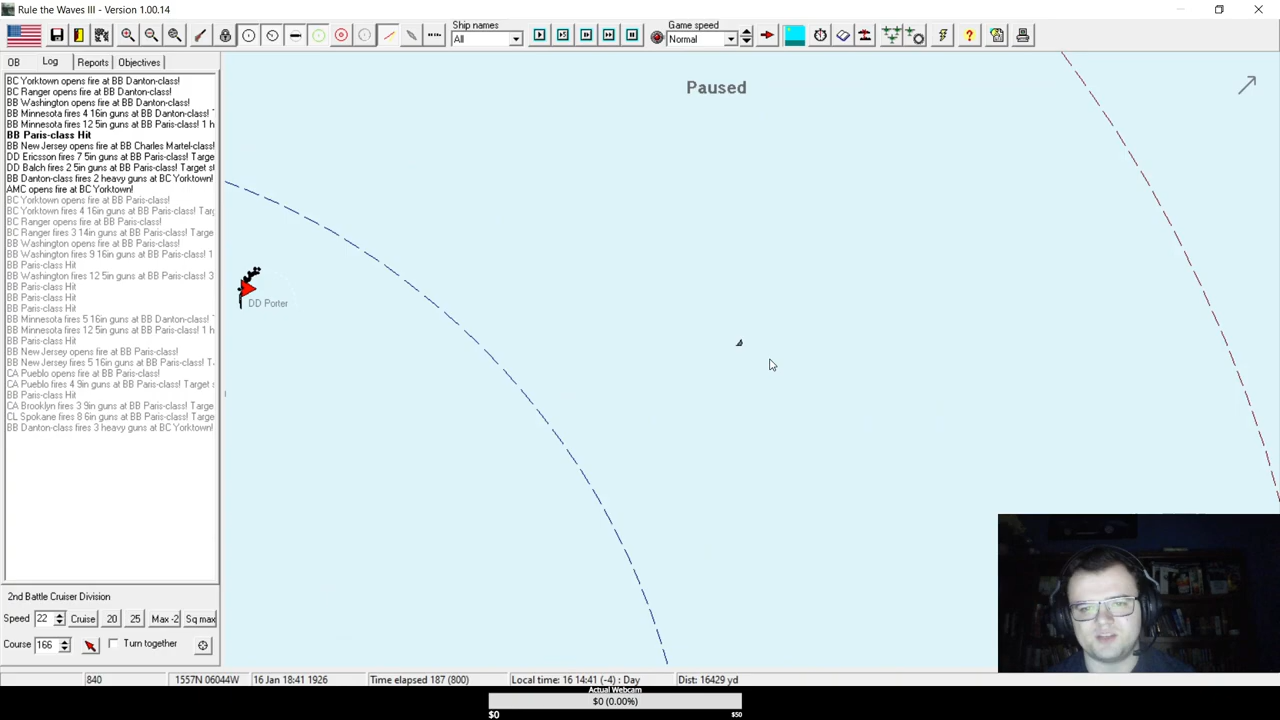 Rule the Waves III - Version 1.00.14
Ship names
All
Game speed
Normal
OB Log Reports Objectives
BC Yorktown opens fire at BB Danton-class!
BC Ranger opens fire at BB Danton-class!
BB Washington opens fire at BB Danton-class!
BB Minnesota fires 4 16in guns at BB Danton-class!
BB Minnesota fires 12 5in guns at BB Paris-class! 1 h
BB Paris-class Hit
BB New Jersey opens fire at BB Charles Martel-class!
DD Ericsson fires 7 5in guns at BB Paris-class! Targe
DD Balch fires 2 5in guns at BB Paris-class! Target s
BB Danton-class fires 2 heavy guns at BC Yorktown!
AMC opens fire at BC Yorktown!
BC Yorktown opens fire at BB Paris-class!
BC Yorktown fires 4 16in guns at BB Paris-class! Targ
BC Ranger opens fire at BB Paris-class!
BC Ranger fires 3 14in guns at BB Paris-class! Targe
BB Washington opens fire at BB Paris-class!
BB Washington fires 9 16in guns at BB Paris-class! 1
BB Paris-class Hit
BB Washington fires 12 5in guns at BB Paris-class! 3
BB Paris-class Hit
BB Paris-class Hit
BB Paris-class Hit
BB Minnesota fires 5 16in guns at BB Danton-class!
BB Minnesota fires 12 5in guns at BB Paris-class! 1 h
BB Paris-class Hit
BB New Jersey opens fire at BB Paris-class!
BB New Jersey fires 5 16in guns at BB Paris-class! T
CA Pueblo opens fire at BB Paris-class!
CA Pueblo fires 4 9in guns at BB Paris-class! Target
BB Paris-class Hit
CA Brooklyn fires 3 9in guns at BB Paris-class! Targe
CL Spokane fires 8 6in guns at BB Paris-class! Targe
BB Danton-class fires 3 heavy guns at BC Yorktown!
Paused
DD Porter
2nd Battle Cruiser Division
Speed 22 Cruise 20 25 Max -2 Sq max
Course 166 Turn together
840 1557N 06044W 16 Jan 18:41 1926 Time elapsed 187 (800) Local time: 16 14:41 (-4) : Day Dist: 16429 yd
Actual Webcam
$0 (0.00%)
$0 $50